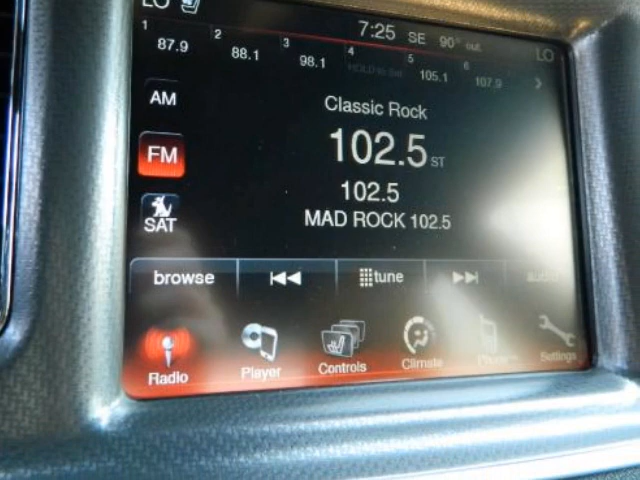 LO 7:25 SE 90° out LO
1 87.9 2 88.1 3 98.1 4 HOLD to Set 5 105.1 6 107.9
AM
Classic Rock
FM
102.5 ST
102.5
SAT
MAD ROCK 102.5
browse tune audio
Radio Player Controls Climate Phone Settings